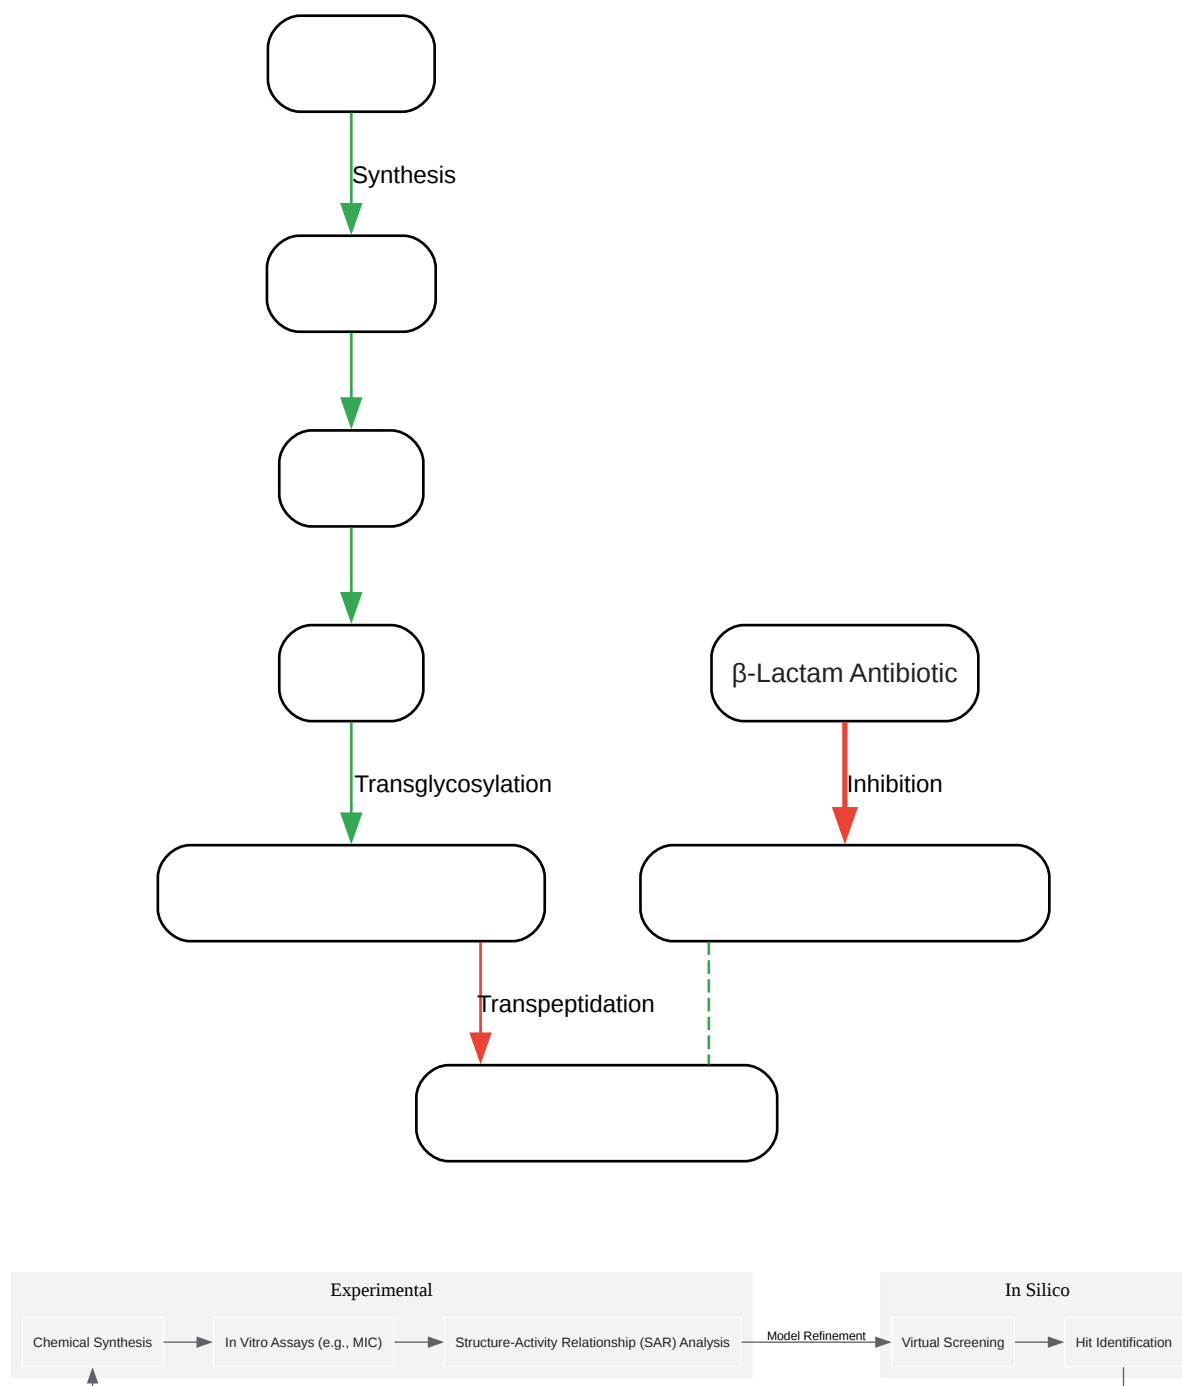 Synthesis
β-Lactam Antibiotic
Transglycosylation
Inhibition
Transpeptidation
Experimental
In Silico
Chemical Synthesis
In Vitro Assays (e.g., MIC)
Structure-Activity Relationship (SAR) Analysis
Model Refinement
Virtual Screening
Hit Identification